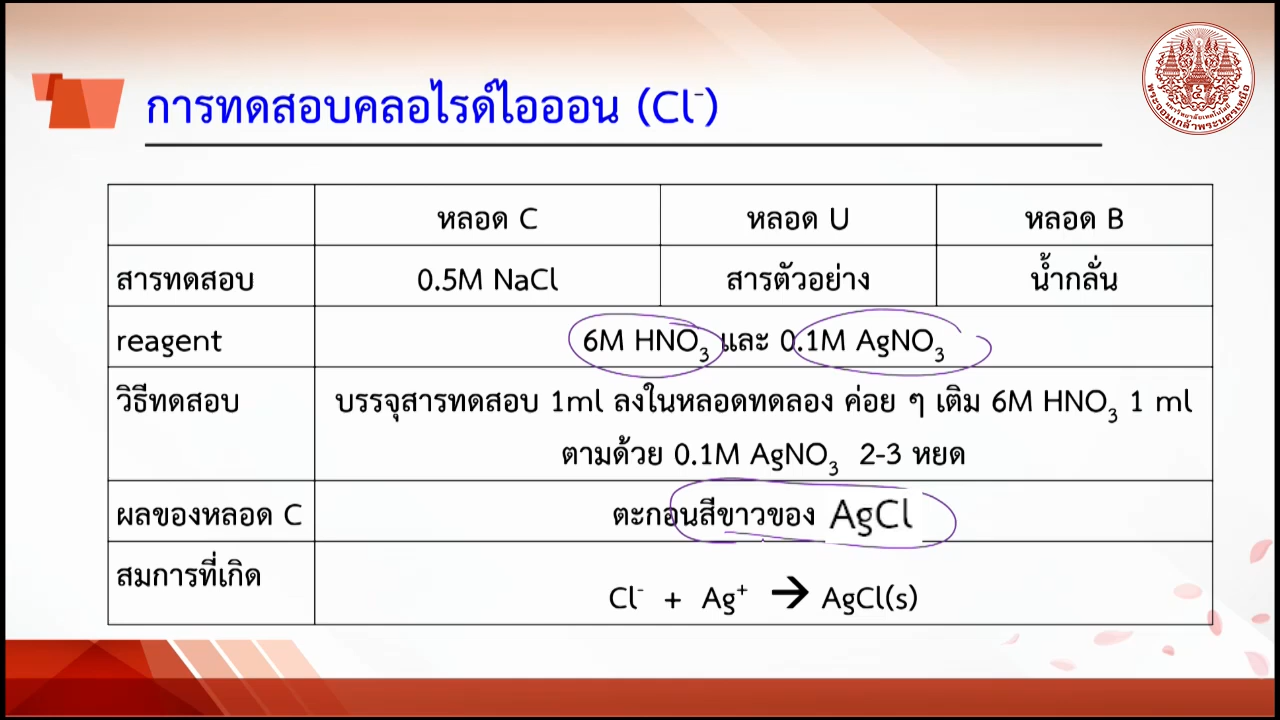 การทดสอบคลอไรด์ไอออน (Cl⁻)
หลอด C หลอด U หลอด B
สารทดสอบ 0.5M NaCl สารตัวอย่าง น้ำกลั่น
reagent 6M HNO₃ และ 0.1M AgNO₃
วิธีทดสอบ บรรจุสารทดสอบ 1ml ลงในหลอดทดลอง ค่อย ๆ เติม 6M HNO₃ 1 ml
ตามด้วย 0.1M AgNO₃ 2-3 หยด
ผลของหลอด C ตะกอนสีขาวของ AgCl
สมการที่เกิด
Cl⁻ + Ag⁺ → AgCl(s)